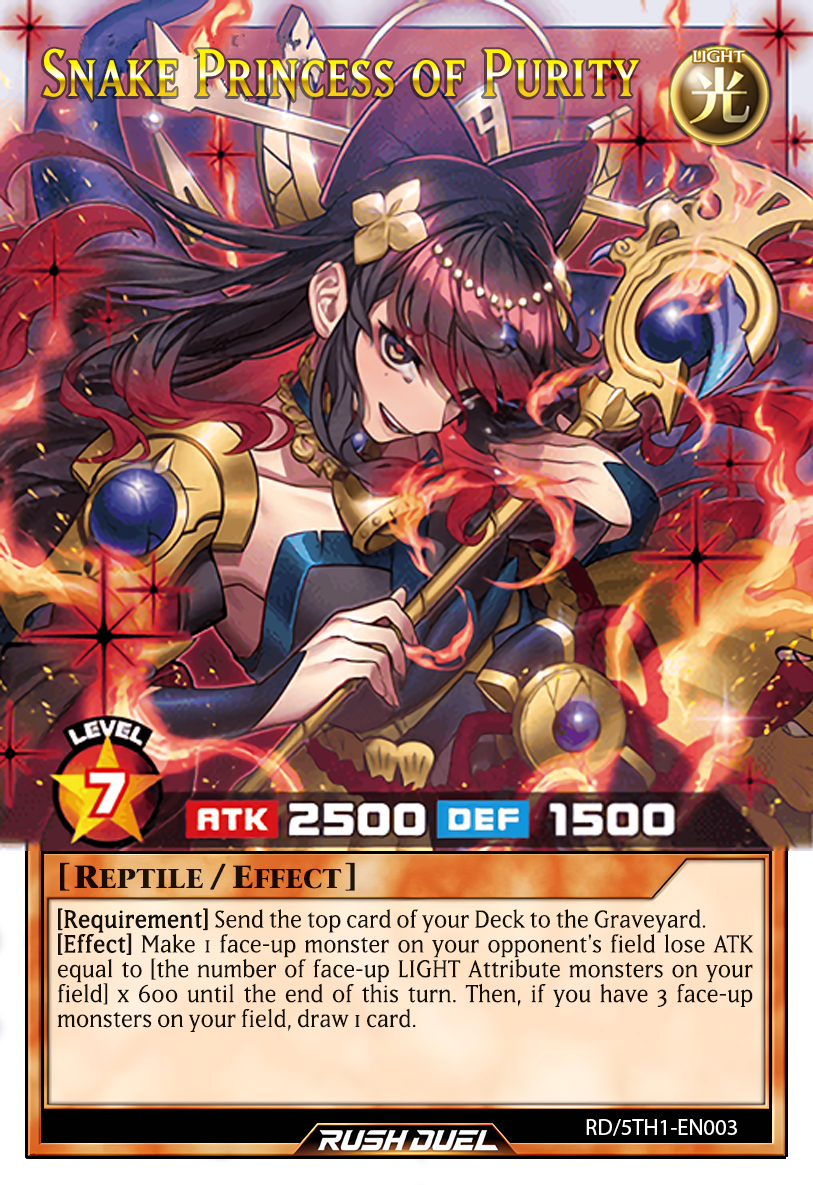 SNAKE PRINCESS OF PURITY
LIGHT
光
LEVEL
7
ATK 2500 DEF 1500
[REPTILE / EFFECT]
[Requirement] Send the top card of your Deck to the Graveyard.
[Effect] Make 1 face-up monster on your opponent's field lose ATK
equal to [the number of face-up LIGHT Attribute monsters on your
field] x 600 until the end of this turn. Then, if you have 3 face-up
monsters on your field, draw 1 card.
RD/5TH1-EN003
RUSH DUEL